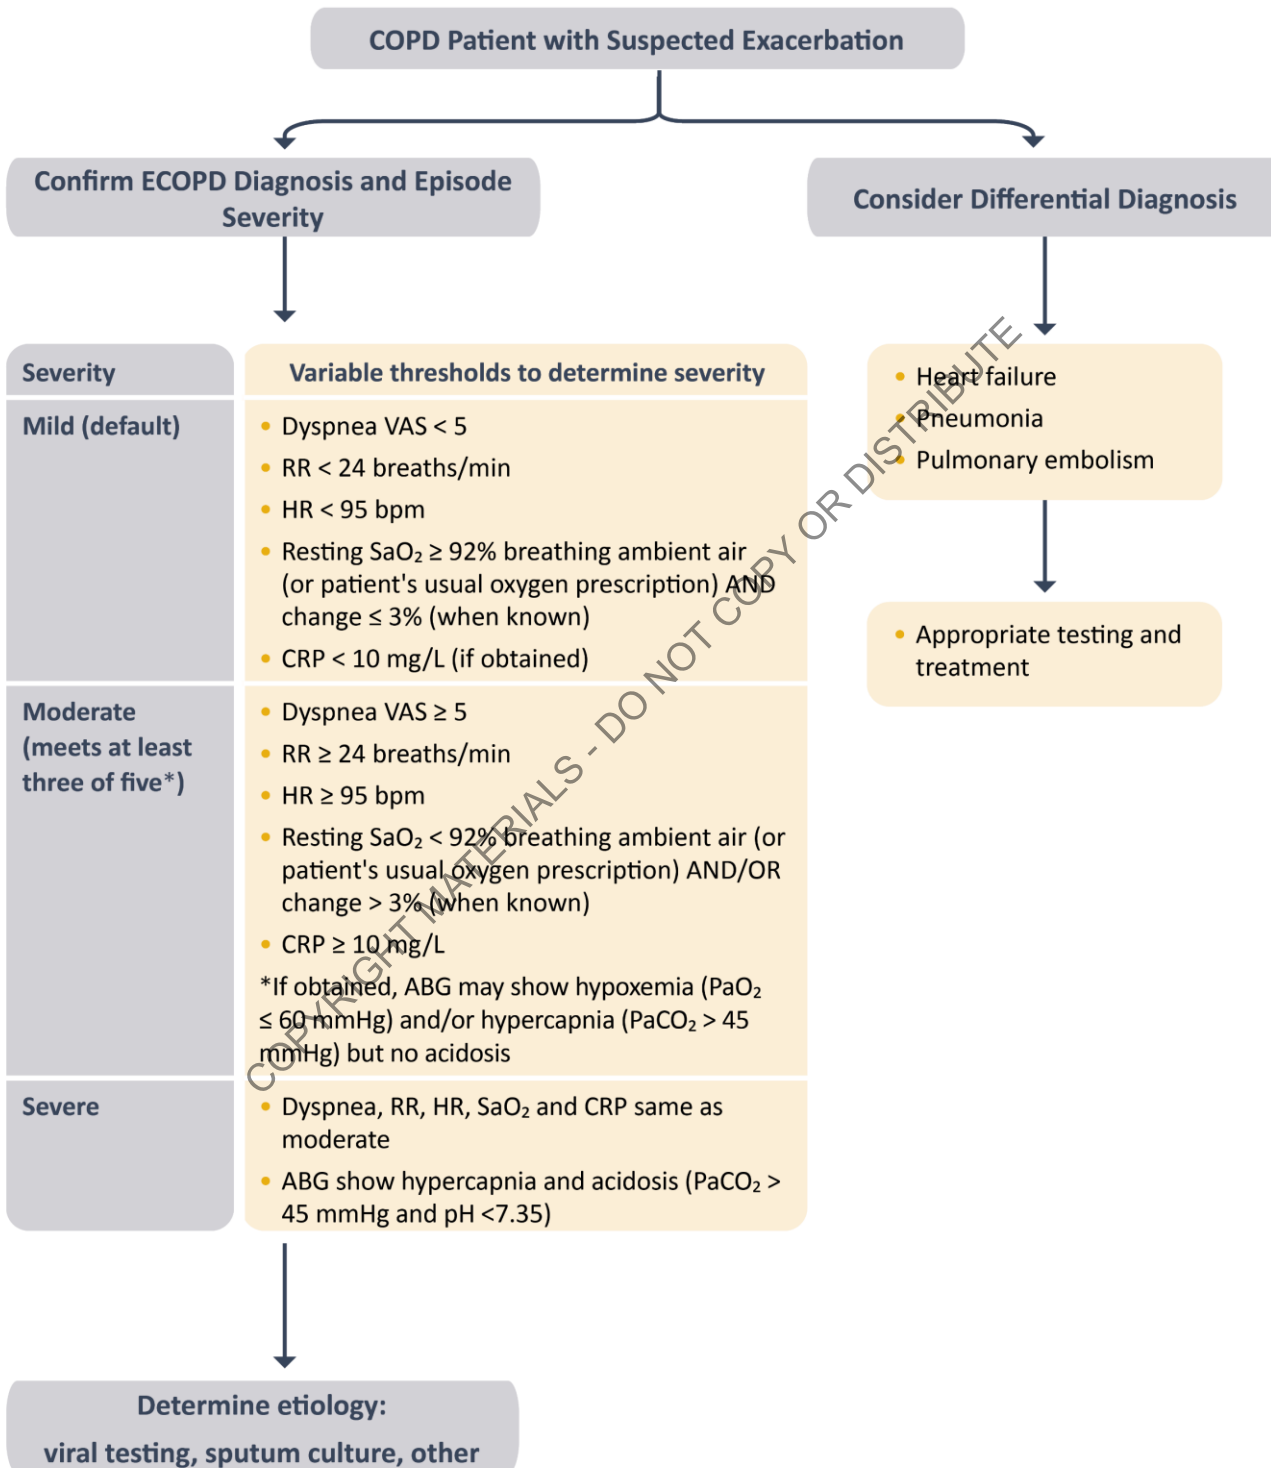 COPD Patient with Suspected Exacerbation
Confirm ECOPD Diagnosis and Episode
Severity
Consider Differential Diagnosis
Severity
Variable thresholds to determine severity
Mild (default)
• Dyspnea VAS < 5
• RR < 24 breaths/min
• HR < 95 bpm
• Resting SaO₂ ≥ 92% breathing ambient air
(or patient's usual oxygen prescription) AND
change ≤ 3% (when known)
• CRP < 10 mg/L (if obtained)
Moderate
(meets at least
three of five*)
• Dyspnea VAS ≥ 5
• RR ≥ 24 breaths/min
• HR ≥ 95 bpm
• Resting SaO₂ < 92% breathing ambient air (or
patient's usual oxygen prescription) AND/OR
change > 3% (when known)
• CRP ≥ 10 mg/L
*If obtained, ABG may show hypoxemia (PaO₂
≤ 60 mmHg) and/or hypercapnia (PaCO₂ > 45
mmHg) but no acidosis
Severe
• Dyspnea, RR, HR, SaO₂ and CRP same as
moderate
• ABG show hypercapnia and acidosis (PaCO₂ >
45 mmHg and pH <7.35)
• Heart failure
• Pneumonia
• Pulmonary embolism
• Appropriate testing and
treatment
Determine etiology:
viral testing, sputum culture, other
COPYRIGHT MATERIALS - DO NOT COPY OR DISTRIBUTE